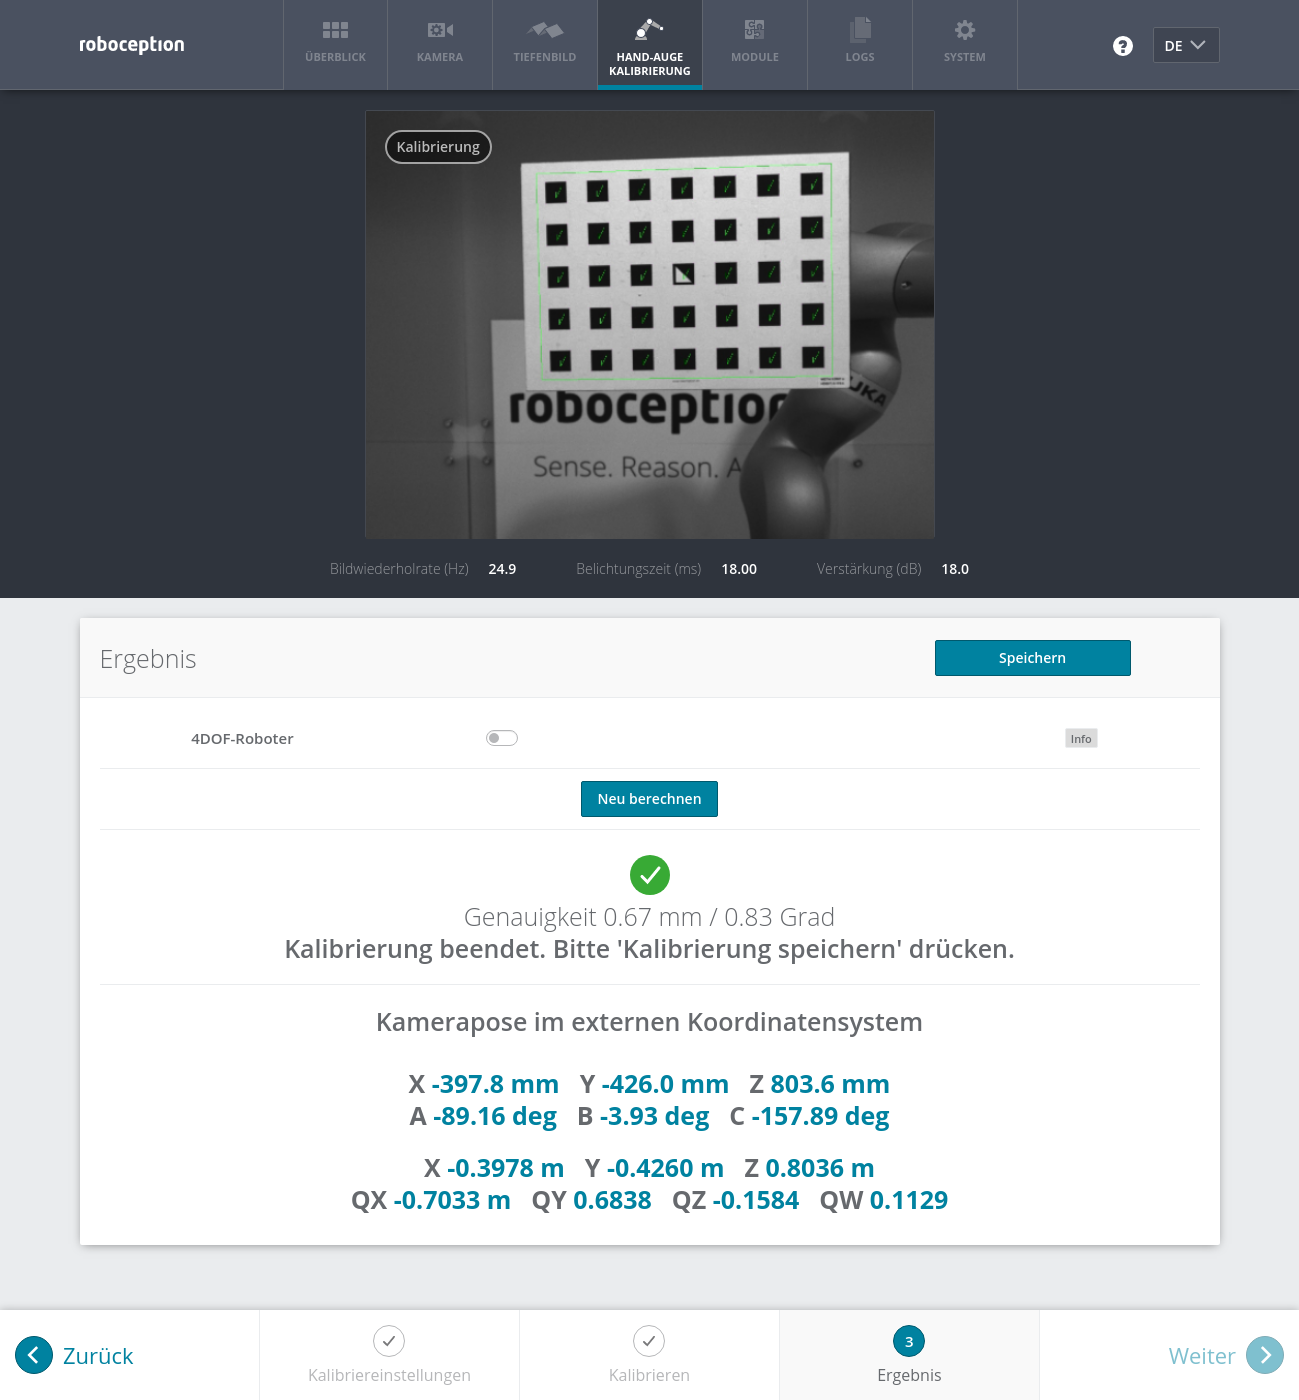 roboception
ÜBERBLICK
KAMERA
TIEFENBILD
HAND-AUGE
KALIBRIERUNG
MODULE
LOGS
SYSTEM
?
DE
Kalibrierung
KUKA
roboception
Sense. Reason. A
Bildwiederholrate (Hz) 24.9 Belichtungszeit (ms) 18.00 Verstärkung (dB) 18.0
Ergebnis
Speichern
4DOF-Roboter
Info
Neu berechnen
Genauigkeit 0.67 mm / 0.83 Grad
Kalibrierung beendet. Bitte 'Kalibrierung speichern' drücken.
Kamerapose im externen Koordinatensystem
X -397.8 mm Y -426.0 mm Z 803.6 mm
A -89.16 deg B -3.93 deg C -157.89 deg
X -0.3978 m Y -0.4260 m Z 0.8036 m
QX -0.7033 m QY 0.6838 QZ -0.1584 QW 0.1129
Zurück
Kalibriereinstellungen
Kalibrieren
3
Ergebnis
Weiter